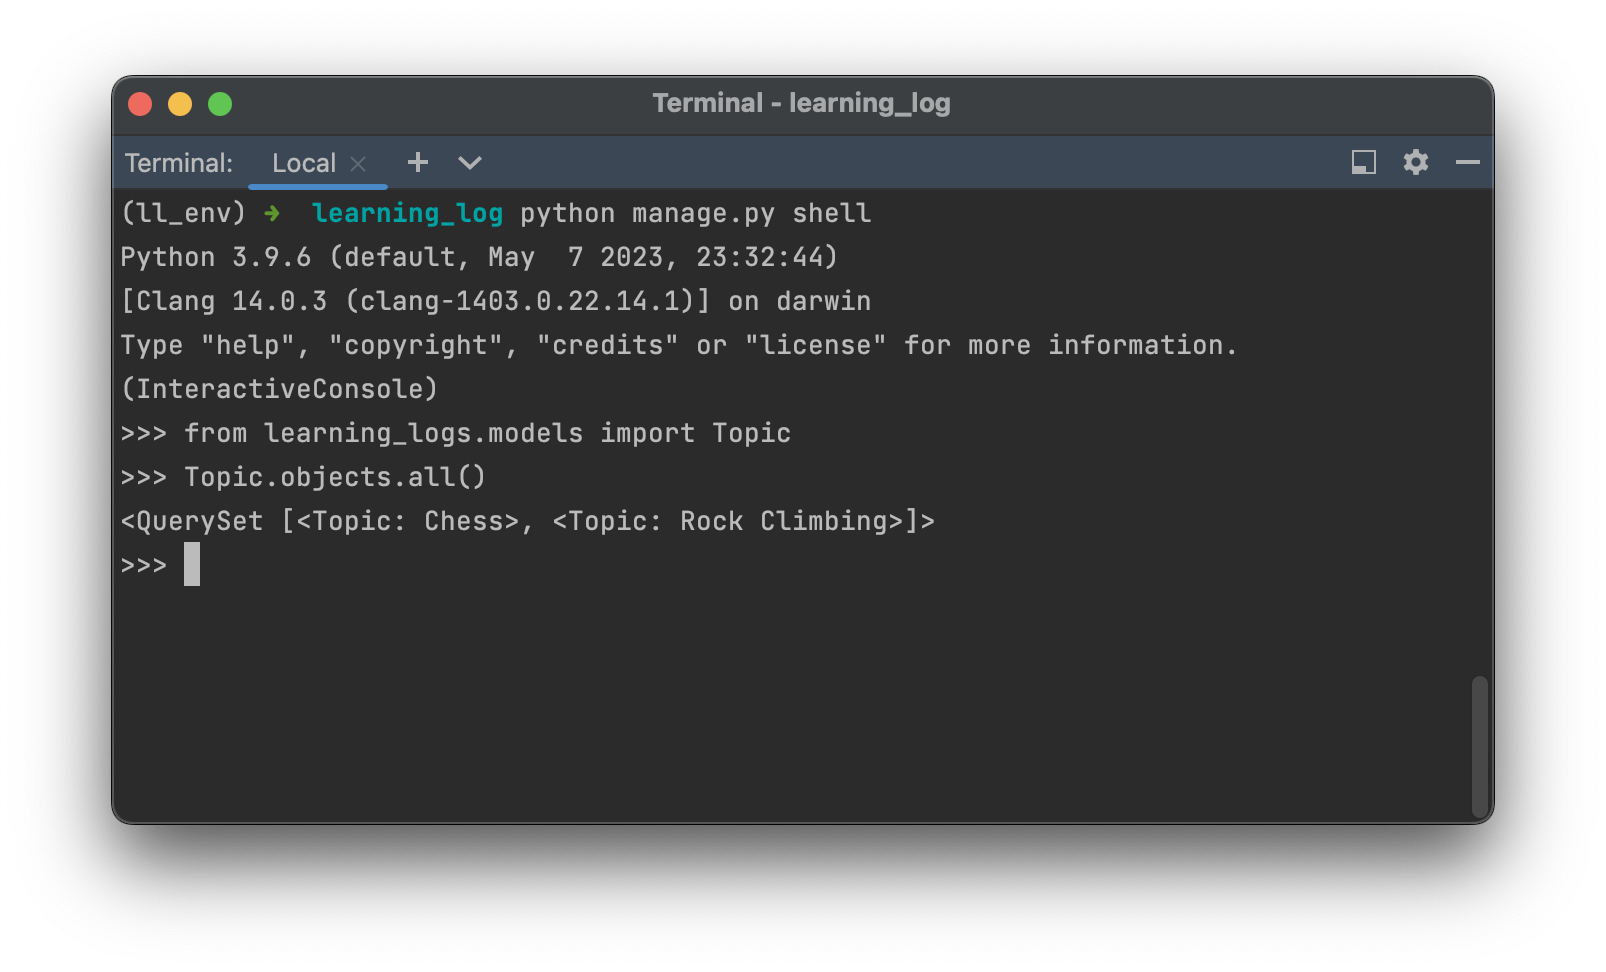 Terminal - learning_log
Terminal: Local
(ll_env) ➜  learning_log python manage.py shell
Python 3.9.6 (default, May  7 2023, 23:32:44)
[Clang 14.0.3 (clang-1403.0.22.14.1)] on darwin
Type "help", "copyright", "credits" or "license" for more information.
(InteractiveConsole)
>>> from learning_logs.models import Topic
>>> Topic.objects.all()
<QuerySet [<Topic: Chess>, <Topic: Rock Climbing>]>
>>>